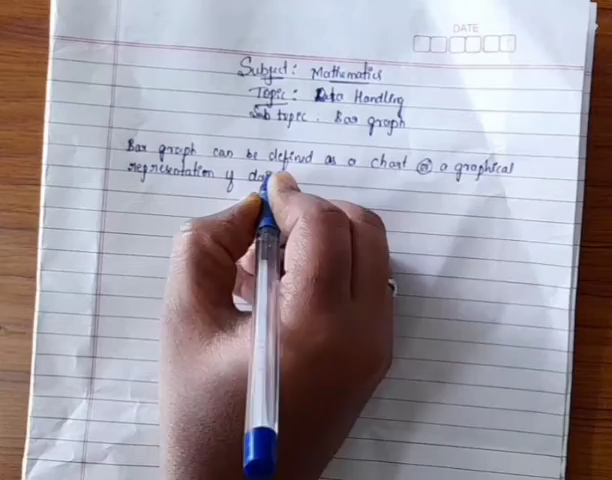 DATE
Subject: Mathematics
Topic: Data Handling
Sub topic. Bar graph
Bar graph can be defined as a chart @ a graphical
representation of da